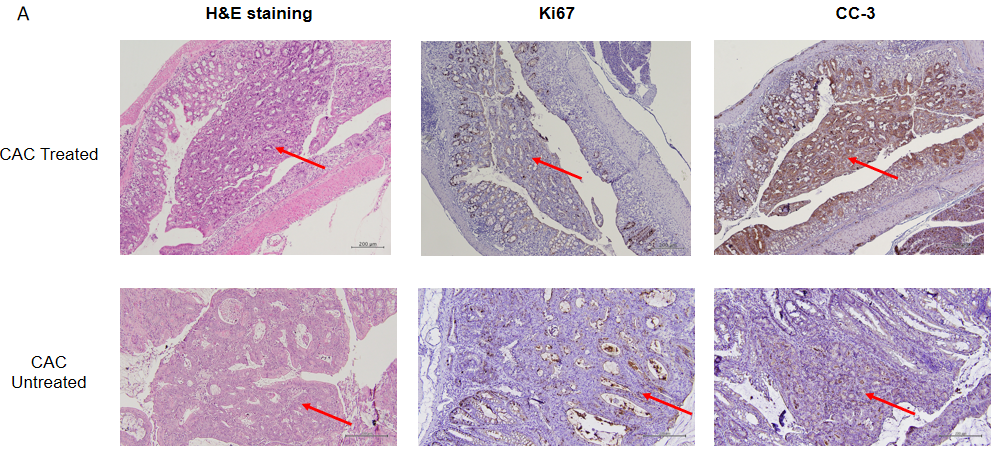 A
H&E staining
Ki67
CC-3
CAC Treated
200 µm
CAC
Untreated